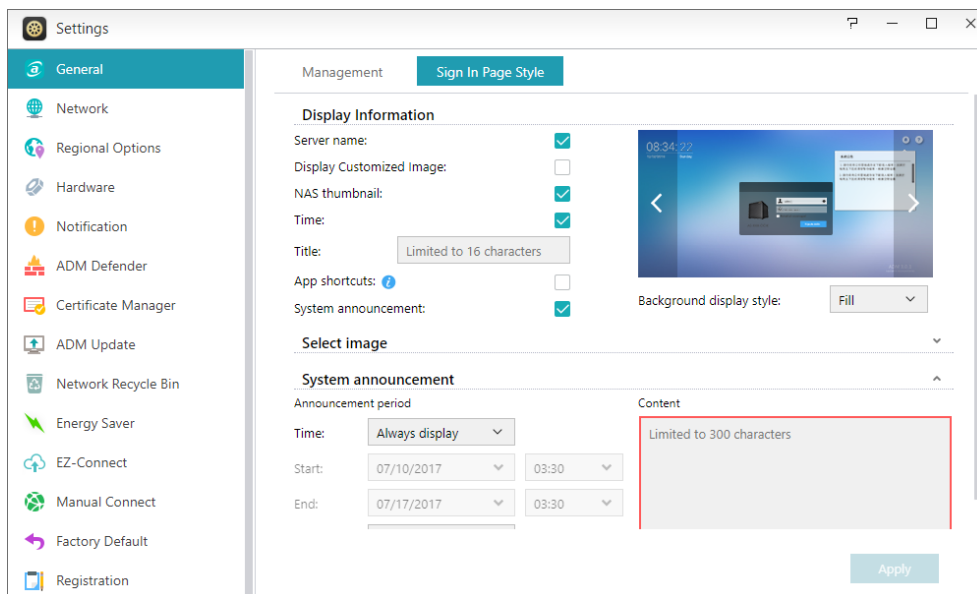 Settings
General
Network
Regional Options
Hardware
Notification
ADM Defender
Certificate Manager
ADM Update
Network Recycle Bin
Energy Saver
EZ-Connect
Manual Connect
Factory Default
Registration
Management
Sign In Page Style
Display Information
Server name:
Display Customized Image:
NAS thumbnail:
Time:
Title:
Limited to 16 characters
App shortcuts:
System announcement:
08:34:22
Background display style:
Fill
Select image
System announcement
Announcement period
Time:
Always display
Start:
07/10/2017
03:30
End:
07/17/2017
03:30
Content
Limited to 300 characters
Apply